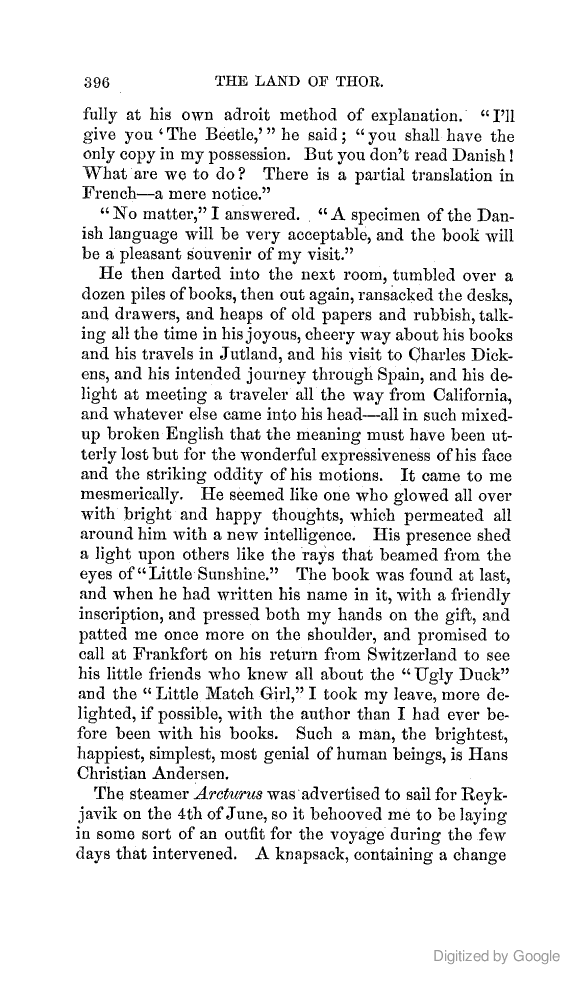 396 THE LAND OF THOR.
fully at his own adroit method of explanation. “I’ll
give you ‘The Beetle,’” he said; “you shall have the
only copy in my possession. But you don’t read Danish!
What are we to do? There is a partial translation in
French—a mere notice.”
“No matter,” I answered. “A specimen of the Dan-
ish language will be very acceptable, and the book will
be a pleasant souvenir of my visit.”
He then darted into the next room, tumbled over a
dozen piles of books, then out again, ransacked the desks,
and drawers, and heaps of old papers and rubbish, talk-
ing all the time in his joyous, cheery way about his books
and his travels in Jutland, and his visit to Charles Dick-
ens, and his intended journey through Spain, and his de-
light at meeting a traveler all the way from California,
and whatever else came into his head—all in such mixed-
up broken English that the meaning must have been ut-
terly lost but for the wonderful expressiveness of his face
and the striking oddity of his motions. It came to me
mesmerically. He seemed like one who glowed all over
with bright and happy thoughts, which permeated all
around him with a new intelligence. His presence shed
a light upon others like the rays that beamed from the
eyes of “Little Sunshine.” The book was found at last,
and when he had written his name in it, with a friendly
inscription, and pressed both my hands on the gift, and
patted me once more on the shoulder, and promised to
call at Frankfort on his return from Switzerland to see
his little friends who knew all about the “Ugly Duck”
and the “Little Match Girl,” I took my leave, more de-
lighted, if possible, with the author than I had ever be-
fore been with his books. Such a man, the brightest,
happiest, simplest, most genial of human beings, is Hans
Christian Andersen.
The steamer Arcturus was advertised to sail for Reyk-
javik on the 4th of June, so it behooved me to be laying
in some sort of an outfit for the voyage during the few
days that intervened. A knapsack, containing a change
Digitized by Google